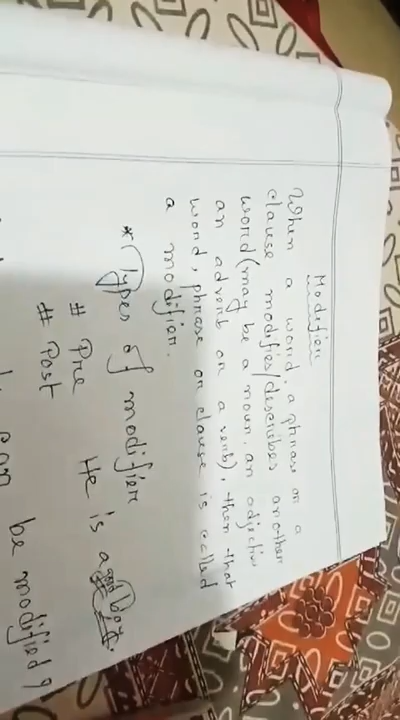 Modifier
When a word, a phrase or a
clause modifies/describes another
word (may be a noun, an adjective
an adverb or a verb), then that
word, phrase or clause is called
a modifier.
* Types of modifier
# Pre He is a good boy.
# Post
can be modified?